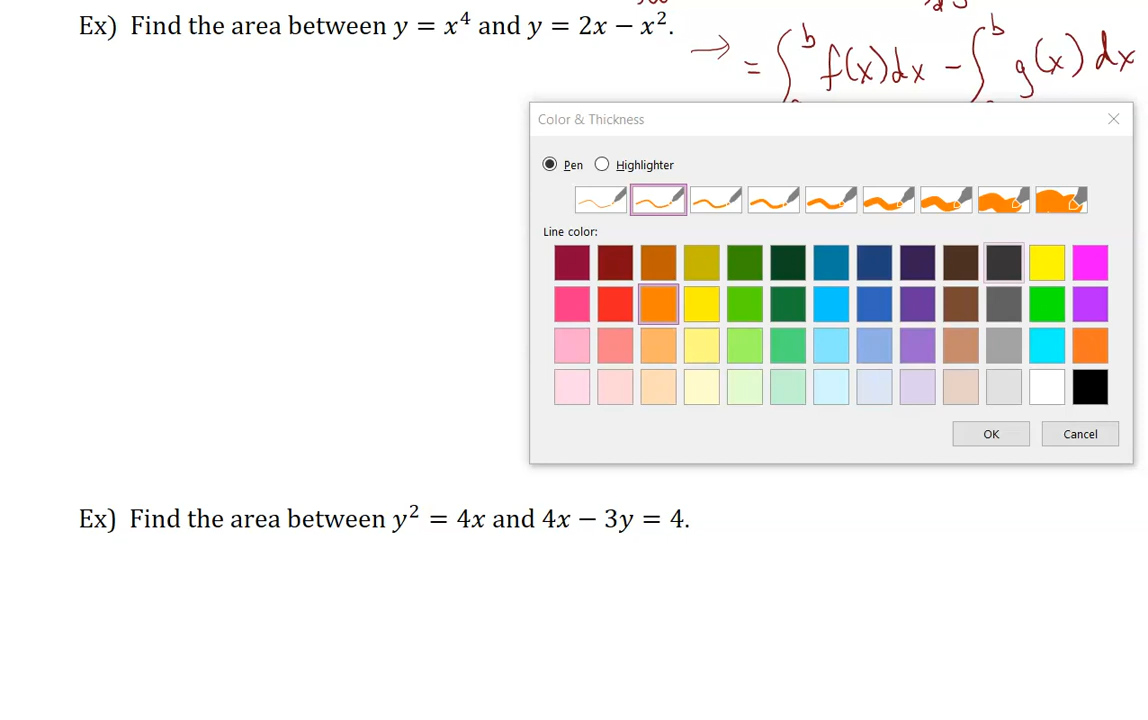 Ex) Find the area between y = x⁴ and y = 2x − x².
→ = ∫ᵇ f(x)dx − ∫ᵇ g(x) dx
Color & Thickness
Pen Highlighter
Line color:
OK Cancel
Ex) Find the area between y² = 4x and 4x − 3y = 4.